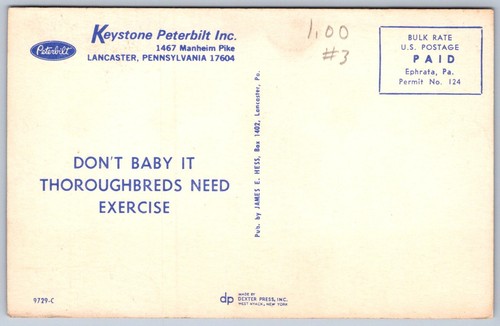 Peterbilt
Keystone Peterbilt Inc.
1467 Manheim Pike
LANCASTER, PENNSYLVANIA 17604
1.00
#3
BULK RATE
U.S. POSTAGE
PAID
Ephrata, Pa.
Permit No. 124
DON'T BABY IT
THOROUGHBREDS NEED
EXERCISE
Pub. by JAMES E. HESS, Box 1402, Lancaster, Pa.
9729-C
dp
MADE BY
DEXTER PRESS, INC.
WEST NYACK, NEW YORK